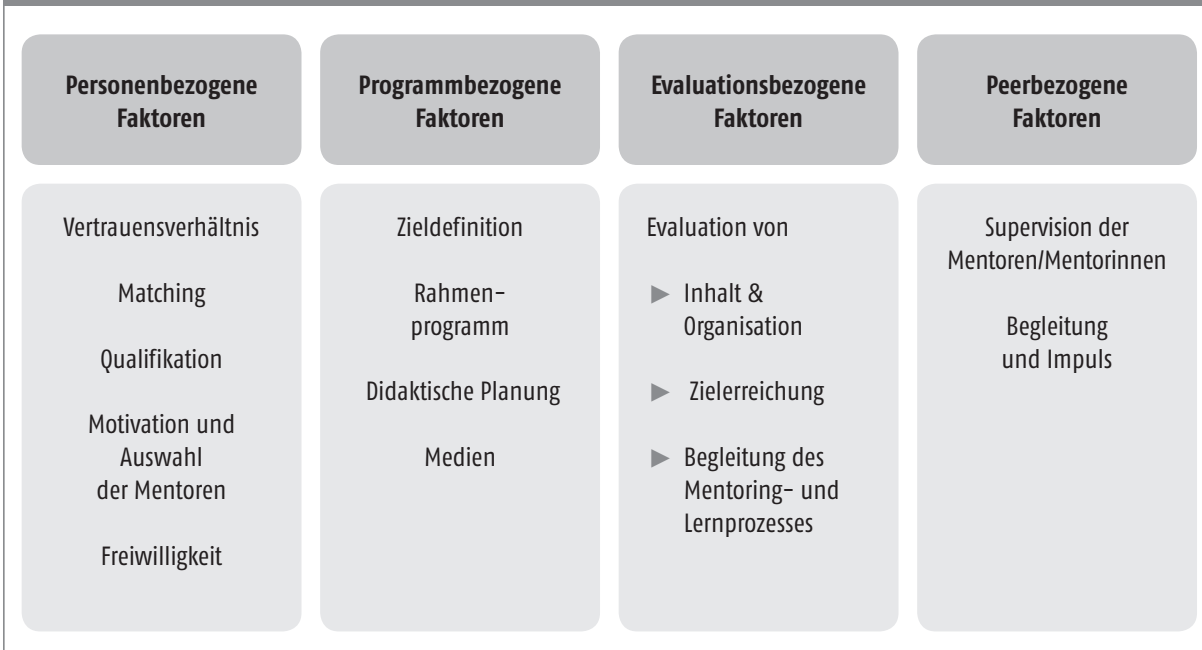 Personenbezogene
Faktoren
Vertrauensverhältnis
Matching
Qualifikation
Motivation und
Auswahl
der Mentoren
Freiwilligkeit
Programmbezogene
Faktoren
Zieldefinition
Rahmen-
programm
Didaktische Planung
Medien
Evaluationsbezogene
Faktoren
Evaluation von
► Inhalt &
Organisation
► Zielerreichung
► Begleitung des
Mentoring- und
Lernprozesses
Peerbezogene
Faktoren
Supervision der
Mentoren/Mentorinnen
Begleitung
und Impuls